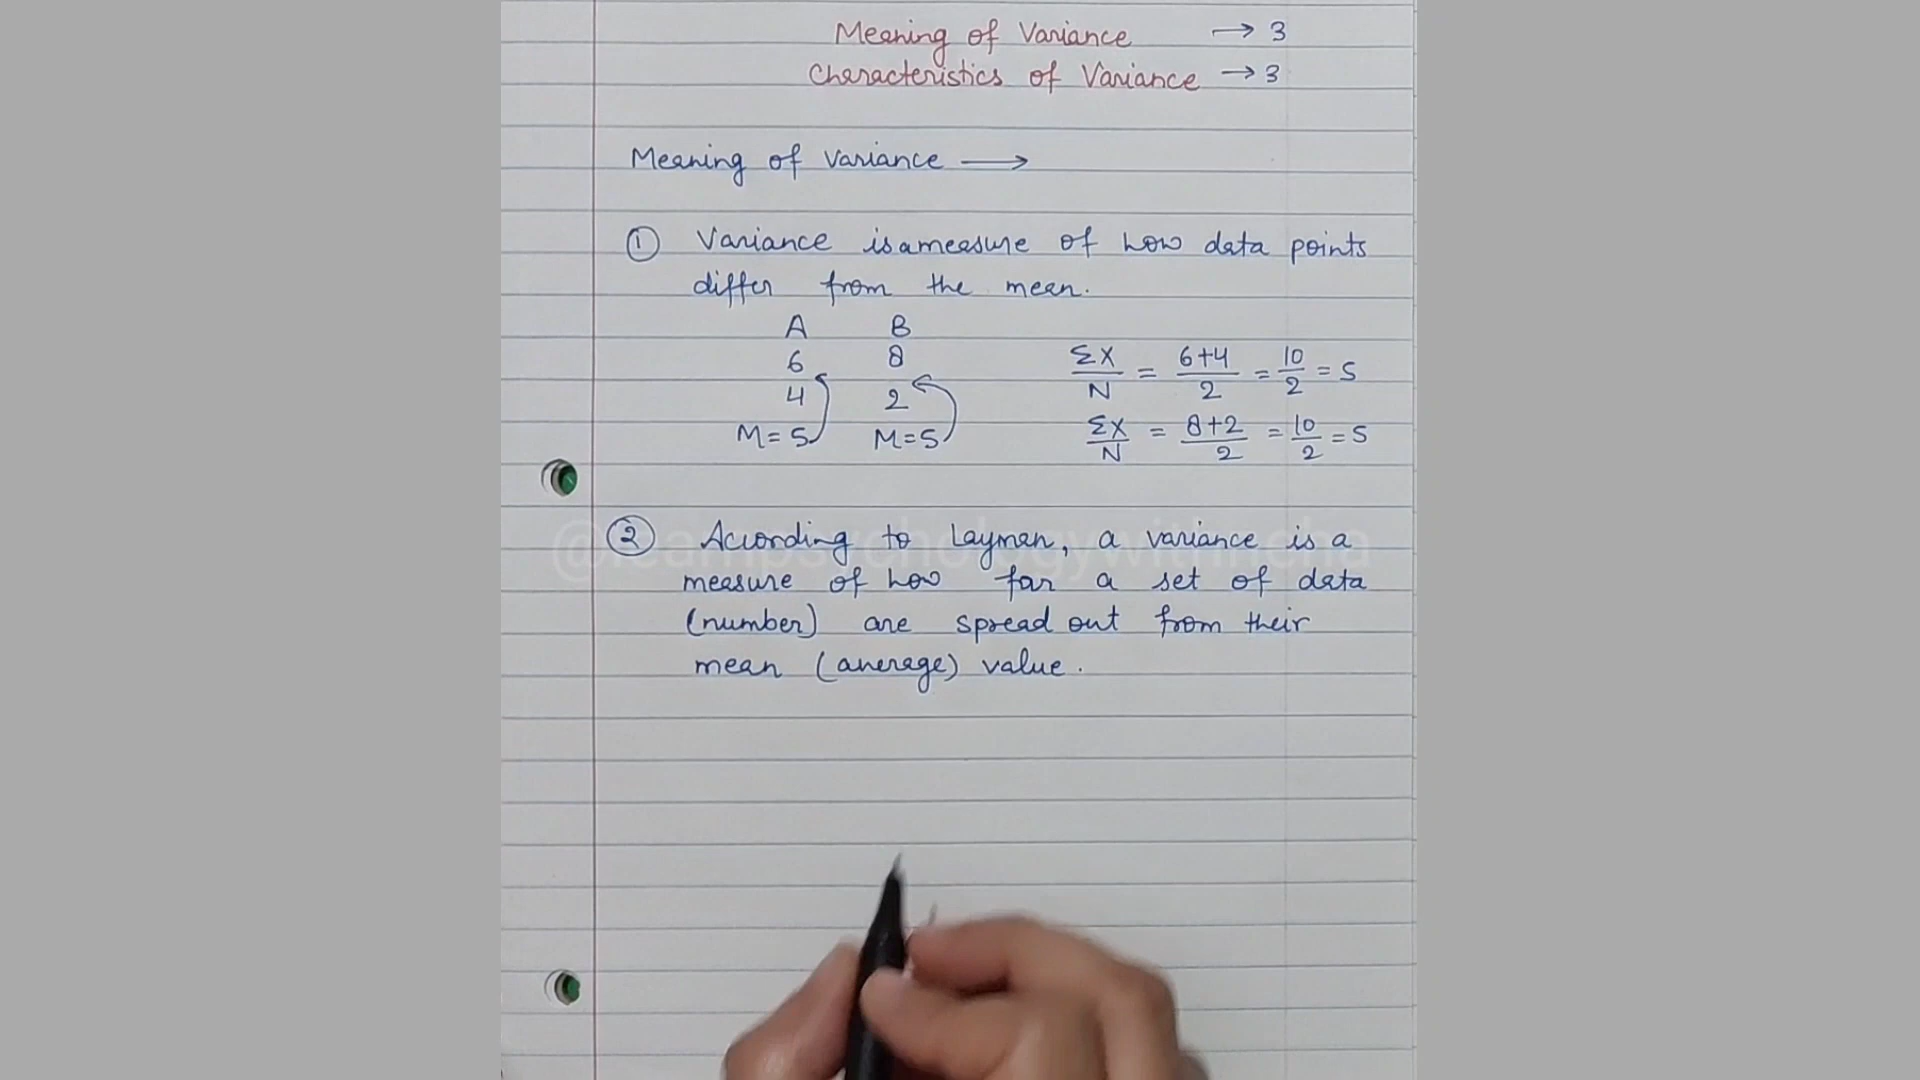 Meaning of Variance → 3
Characteristics of Variance → 3
Meaning of Variance →
① Variance is a measure of how data points
differ from the mean.
A B
6 8
4 2
M=5 M=5
ΣX/N = 6+4/2 = 10/2 = 5
ΣX/N = 8+2/2 = 10/2 = 5
② According to Layman, a variance is a
measure of how far a set of data
(number) are spread out from their
mean (average) value.